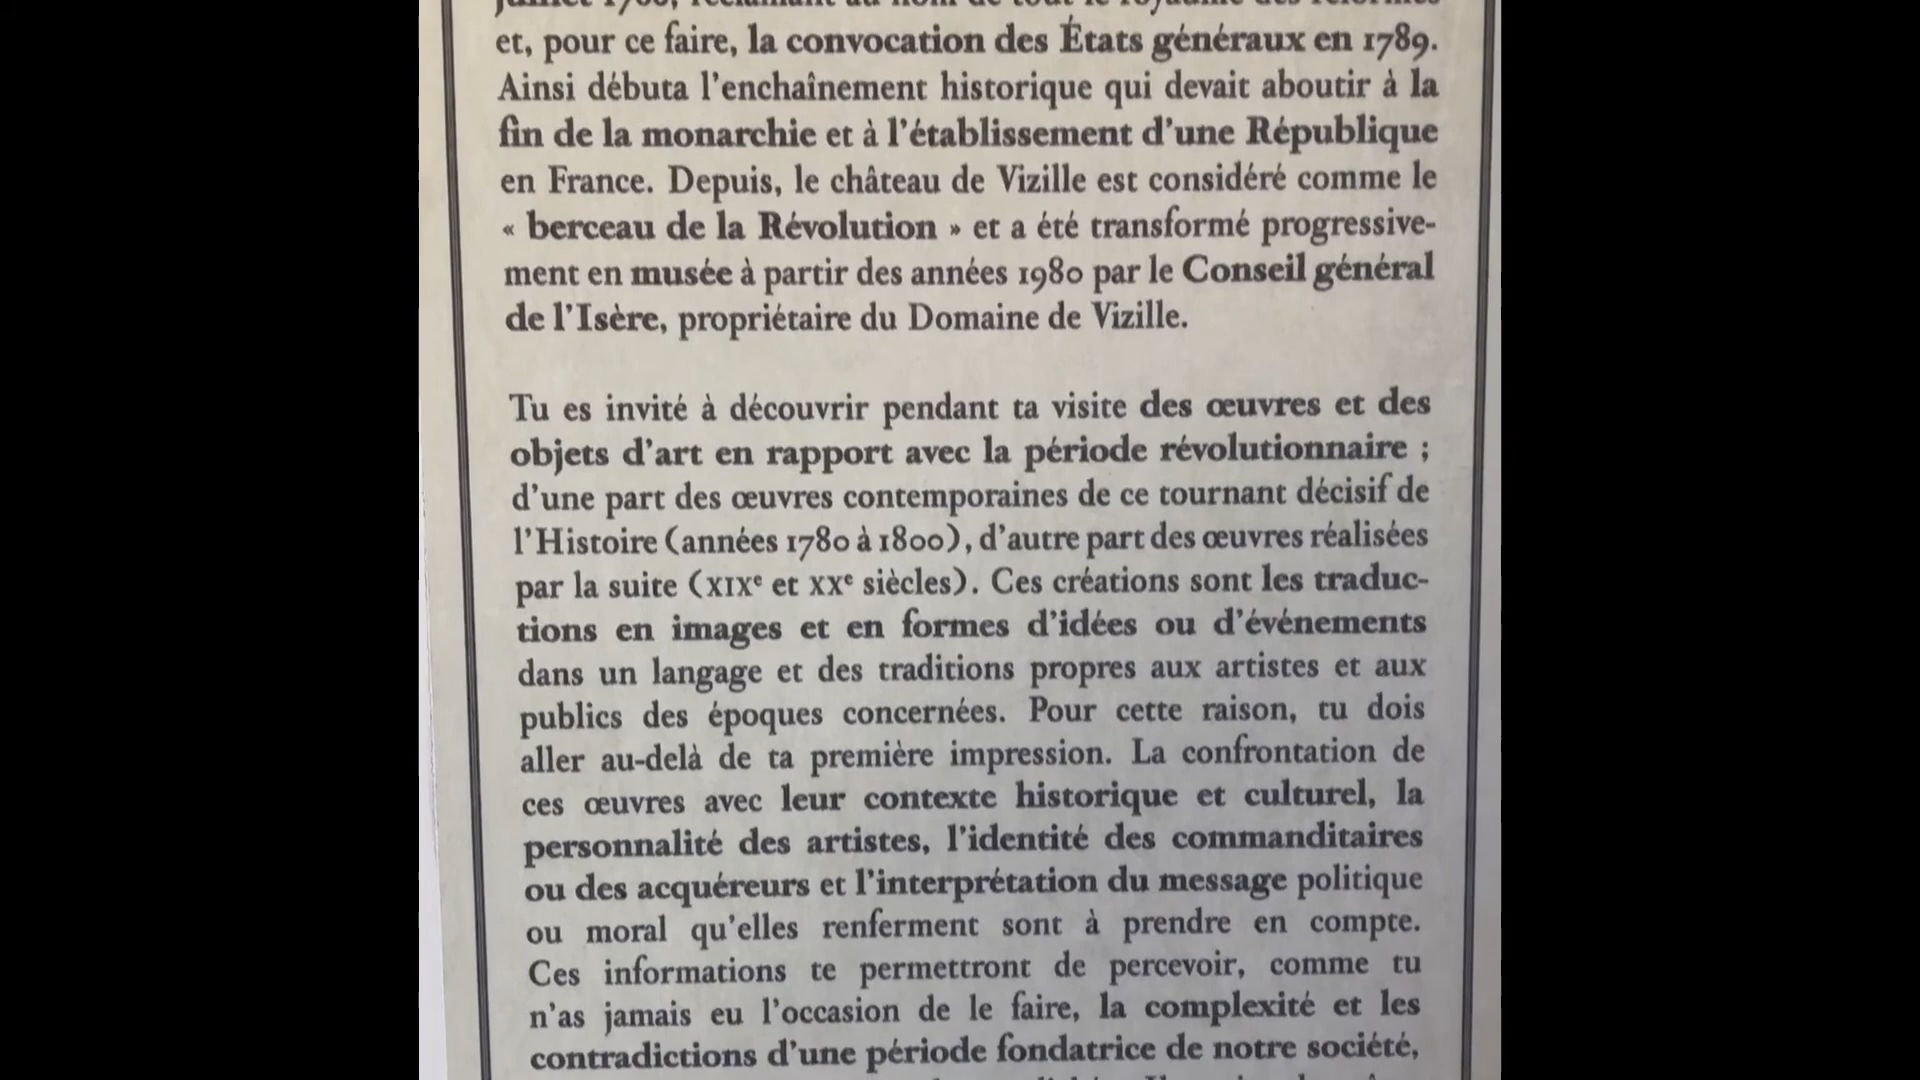 et, pour ce faire, la convocation des États généraux en 1789.
Ainsi débuta l'enchaînement historique qui devait aboutir à la
fin de la monarchie et à l'établissement d'une République
en France. Depuis, le château de Vizille est considéré comme le
« berceau de la Révolution » et a été transformé progressive-
ment en musée à partir des années 1980 par le Conseil général
de l'Isère, propriétaire du Domaine de Vizille.
Tu es invité à découvrir pendant ta visite des œuvres et des
objets d'art en rapport avec la période révolutionnaire ;
d'une part des œuvres contemporaines de ce tournant décisif de
l'Histoire (années 1780 à 1800), d'autre part des œuvres réalisées
par la suite (XIXe et XXe siècles). Ces créations sont les traduc-
tions en images et en formes d'idées ou d'événements
dans un langage et des traditions propres aux artistes et aux
publics des époques concernées. Pour cette raison, tu dois
aller au-delà de ta première impression. La confrontation de
ces œuvres avec leur contexte historique et culturel, la
personnalité des artistes, l'identité des commanditaires
ou des acquéreurs et l'interprétation du message politique
ou moral qu'elles renferment sont à prendre en compte.
Ces informations te permettront de percevoir, comme tu
n'as jamais eu l'occasion de le faire, la complexité et les
contradictions d'une période fondatrice de notre société,